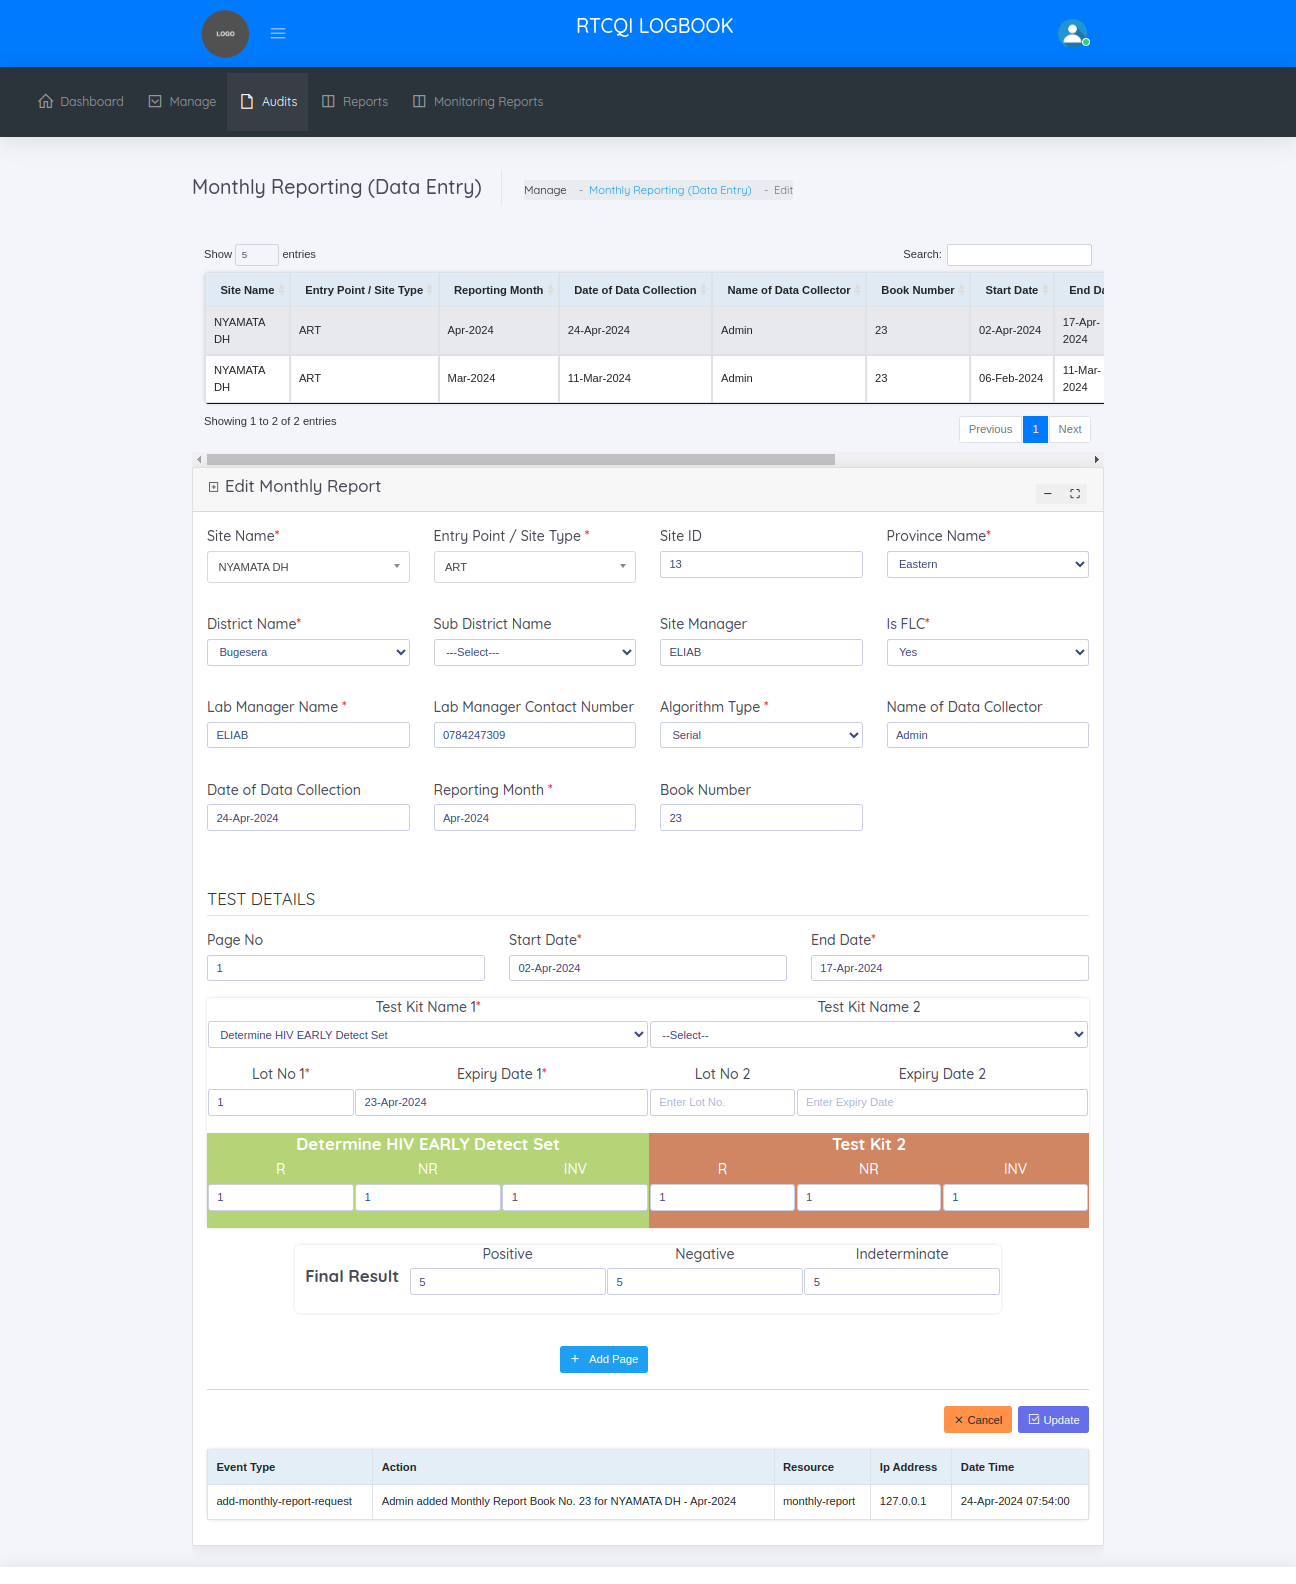 LOGO
RTCQI LOGBOOK
Dashboard Manage Audits Reports Monitoring Reports
Monthly Reporting (Data Entry) Manage - Monthly Reporting (Data Entry) - Edit
Show 5 entries Search:
Site Name Entry Point / Site Type Reporting Month Date of Data Collection Name of Data Collector Book Number Start Date End Da
NYAMATA DH ART Apr-2024 24-Apr-2024 Admin 23 02-Apr-2024 17-Apr-2024
NYAMATA DH ART Mar-2024 11-Mar-2024 Admin 23 06-Feb-2024 11-Mar-2024
Showing 1 to 2 of 2 entries Previous 1 Next
Edit Monthly Report
Site Name* Entry Point / Site Type * Site ID Province Name*
NYAMATA DH ART 13 Eastern
District Name* Sub District Name Site Manager Is FLC*
Bugesera ---Select--- ELIAB Yes
Lab Manager Name * Lab Manager Contact Number Algorithm Type * Name of Data Collector
ELIAB 0784247309 Serial Admin
Date of Data Collection Reporting Month * Book Number
24-Apr-2024 Apr-2024 23
TEST DETAILS
Page No Start Date* End Date*
1 02-Apr-2024 17-Apr-2024
Test Kit Name 1* Test Kit Name 2
Determine HIV EARLY Detect Set --Select--
Lot No 1* Expiry Date 1* Lot No 2 Expiry Date 2
1 23-Apr-2024 Enter Lot No. Enter Expiry Date
Determine HIV EARLY Detect Set Test Kit 2
R NR INV R NR INV
1 1 1 1 1 1
Positive Negative Indeterminate
Final Result 5 5 5
+ Add Page
× Cancel Update
Event Type Action Resource Ip Address Date Time
add-monthly-report-request Admin added Monthly Report Book No. 23 for NYAMATA DH - Apr-2024 monthly-report 127.0.0.1 24-Apr-2024 07:54:00